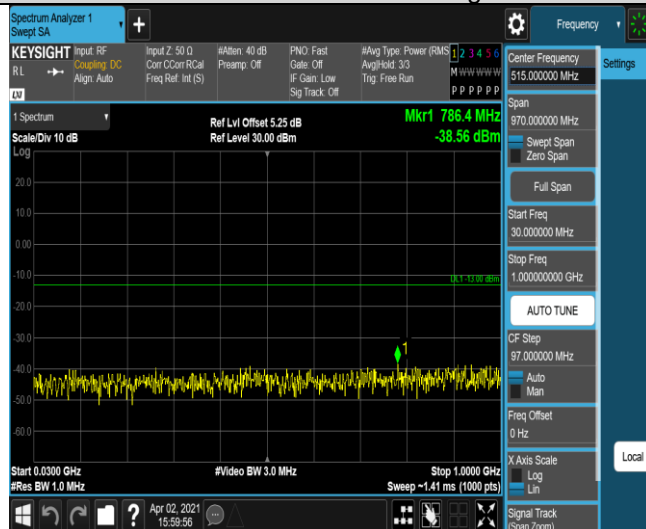 Spectrum Analyzer 1
Swept SA
Frequency
KEYSIGHT
RL
LXI
Input: RF
Coupling: DC
Align: Auto
Input Z: 50 Ω
Corr CCorr RCal
Freq Ref: Int (S)
#Atten: 40 dB
Preamp: Off
PNO: Fast
Gate: Off
IF Gain: Low
Sig Track: Off
#Avg Type: Power (RMS
Avg|Hold: 3/3
Trig: Free Run
1 2 3 4 5 6
M W W W W W
P P P P P P
1 Spectrum
Scale/Div 10 dB
Log
Ref Lvl Offset 5.25 dB
Ref Level 30.00 dBm
Mkr1 786.4 MHz
-38.56 dBm
20.0
10.0
0.00
-10.0
DL1 -13.00 dBm
-20.0
-30.0
1
-40.0
-50.0
-60.0
Start 0.0300 GHz
#Res BW 1.0 MHz
#Video BW 3.0 MHz
Stop 1.0000 GHz
Sweep ~1.41 ms (1000 pts)
Apr 02, 2021
15:59:56
Center Frequency
515.000000 MHz
Span
970.000000 MHz
Swept Span
Zero Span
Full Span
Start Freq
30.000000 MHz
Stop Freq
1.000000000 GHz
AUTO TUNE
CF Step
97.000000 MHz
Auto
Man
Freq Offset
0 Hz
X Axis Scale
Log
Lin
Signal Track
(Span Zoom)
Settings
Local